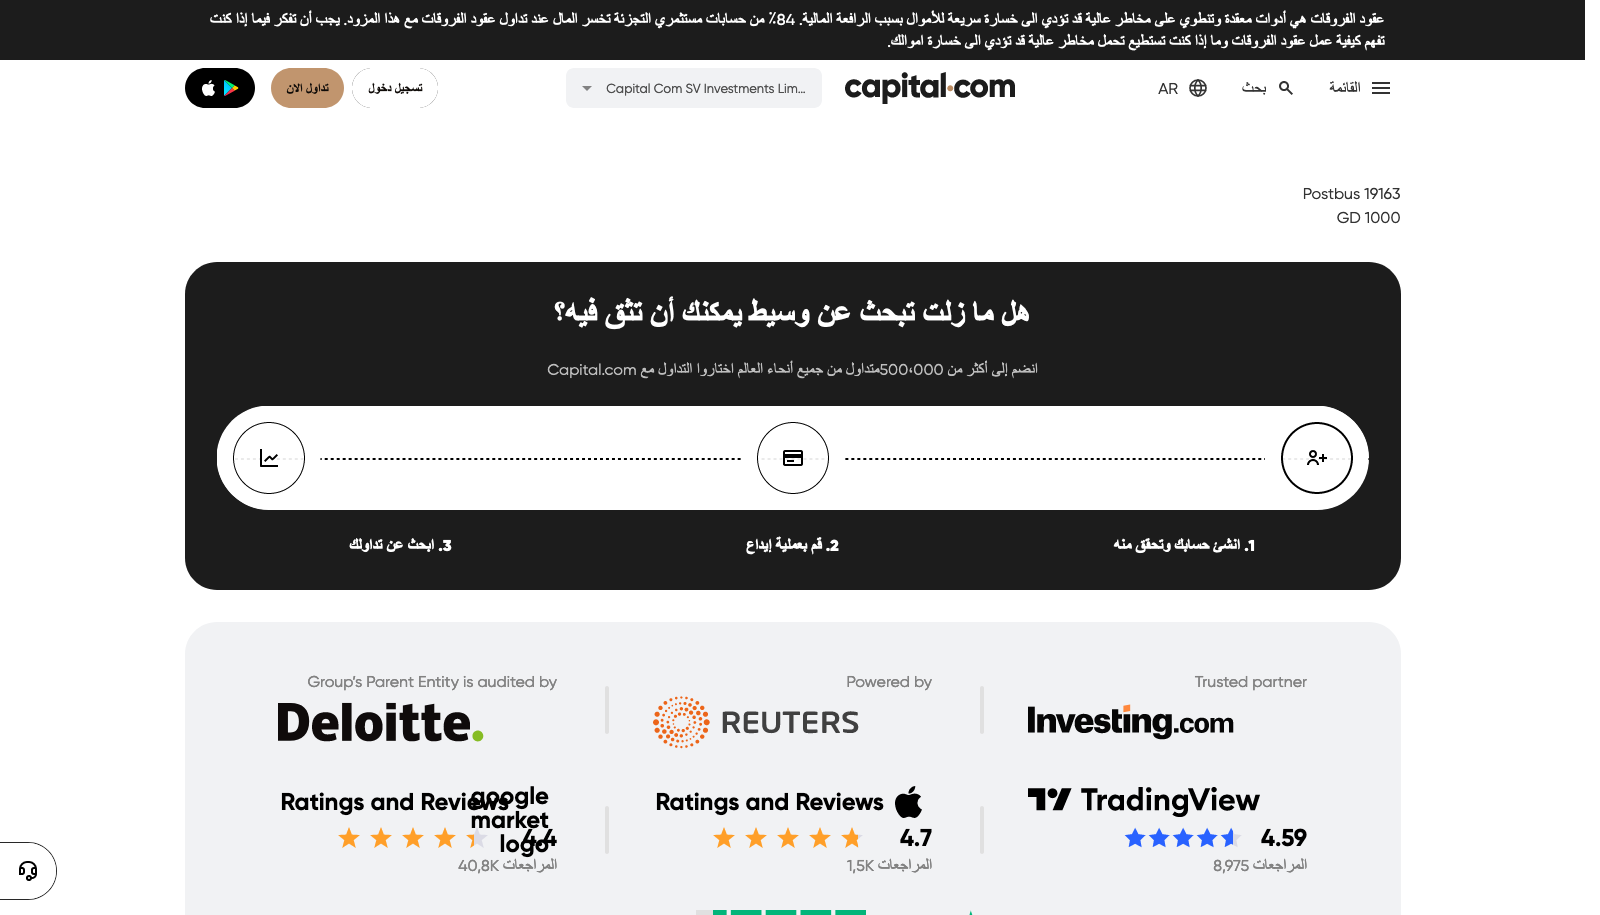 عقود الفروقات هي أدوات معقدة وتنطوي على مخاطر عالية قد تؤدي الى خسارة سريعة للأموال بسبب الرافعة المالية. 84٪ من حسابات مستثمري التجزئة تخسر المال عند تداول عقود الفروقات مع هذا المزود. يجب أن تفكر فيما إذا كنت
تفهم كيفية عمل عقود الفروقات وما إذا كنت تستطيع تحمل مخاطر عالية قد تؤدي الى خسارة اموالك.
القائمة
بحث
AR
capital.com
Capital Com SV Investments Lim...
تسجيل دخول
تداول الان
Postbus 19163
GD 1000
هل ما زلت تبحث عن وسيط يمكنك أن تثق فيه؟
انضم إلى أكثر من 500،000متداول من جميع أنحاء العالم اختاروا التداول مع Capital.com
1. انشئ حسابك وتحقق منه
2. قم بعملية إيداع
3. ابحث عن تداولك
Trusted partner
Investing.com
Powered by
REUTERS
Group's Parent Entity is audited by
Deloitte.
TradingView
4.59
المراجعات 8,975
Ratings and Reviews
4.7
المراجعات 1,5K
google
market
logo
Ratings and Reviews
4.4
المراجعات 40,8K